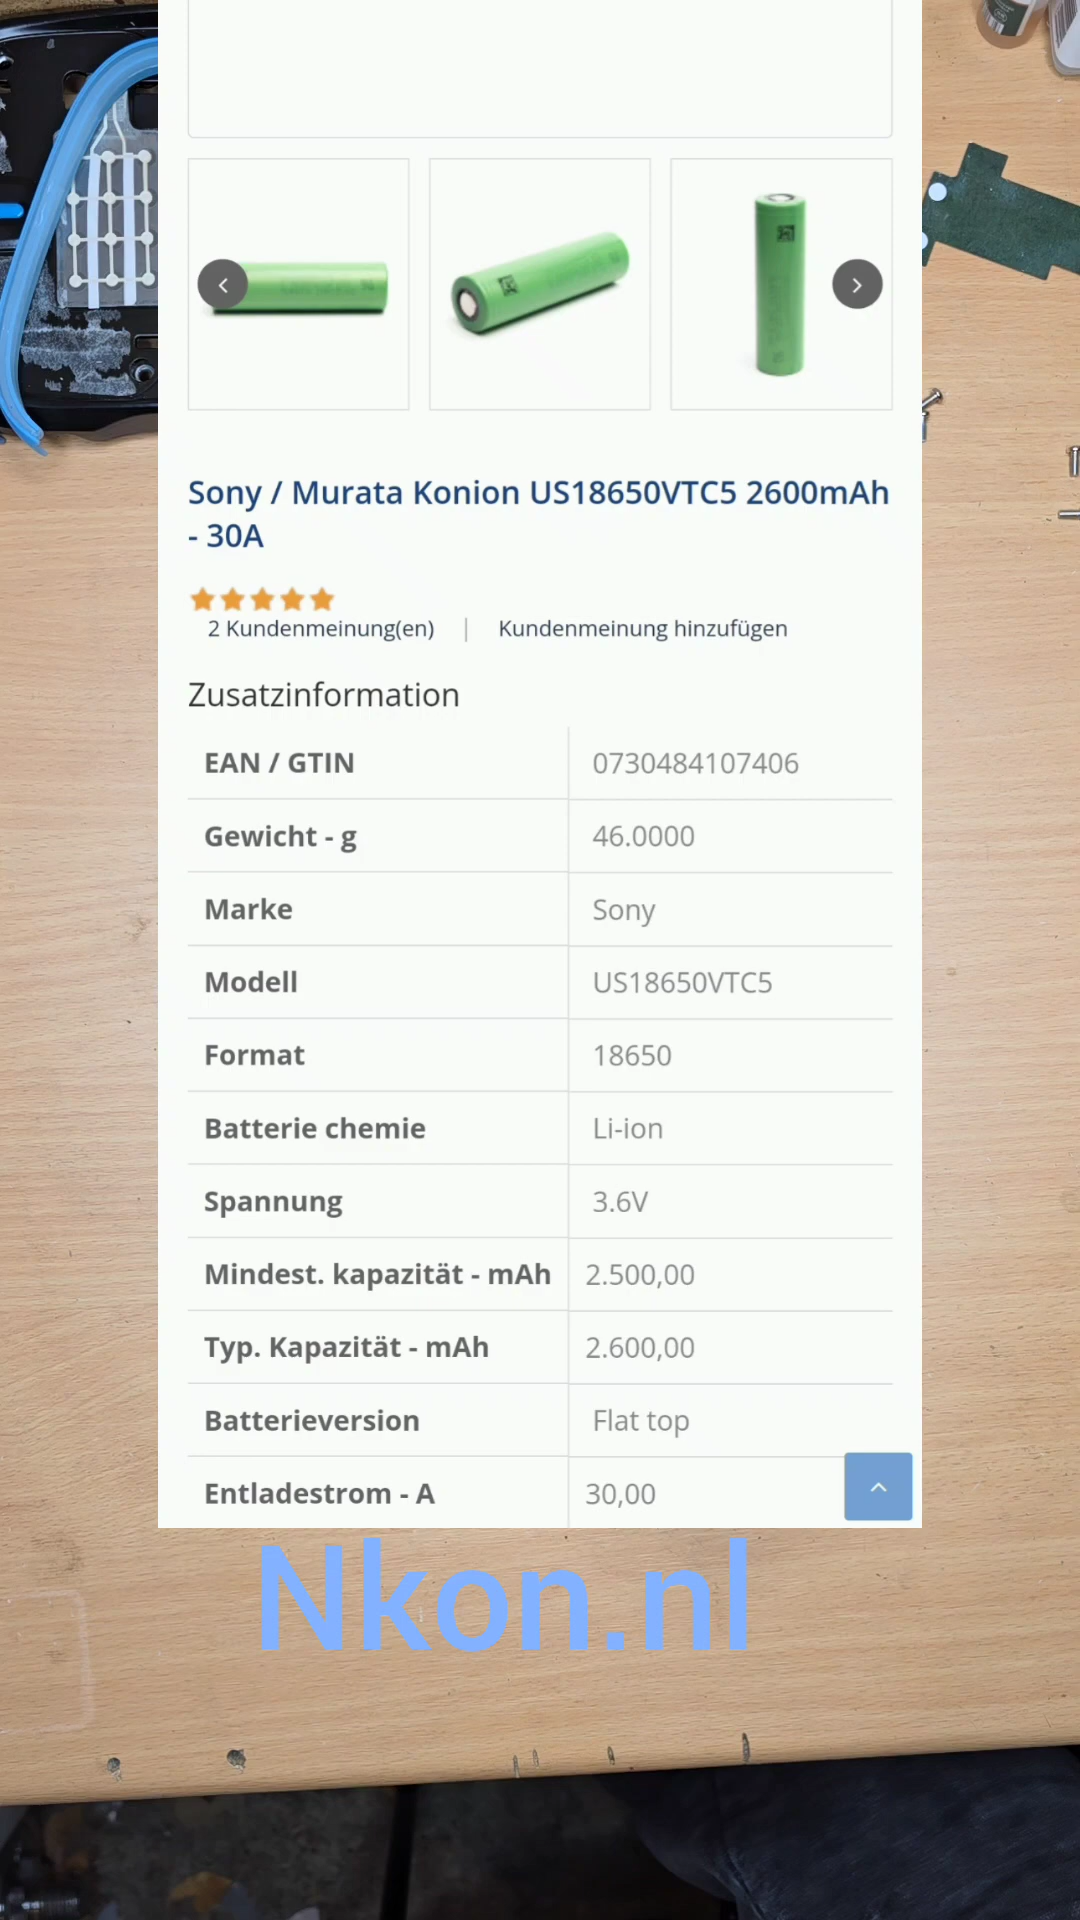 Sony / Murata Konion US18650VTC5 2600mAh
- 30A
2 Kundenmeinung(en) | Kundenmeinung hinzufügen
Zusatzinformation
EAN / GTIN 0730484107406
Gewicht - g 46.0000
Marke Sony
Modell US18650VTC5
Format 18650
Batterie chemie Li-ion
Spannung 3.6V
Mindest. kapazität - mAh 2.500,00
Typ. Kapazität - mAh 2.600,00
Batterieversion Flat top
Entladestrom - A 30,00
Nkon.nl